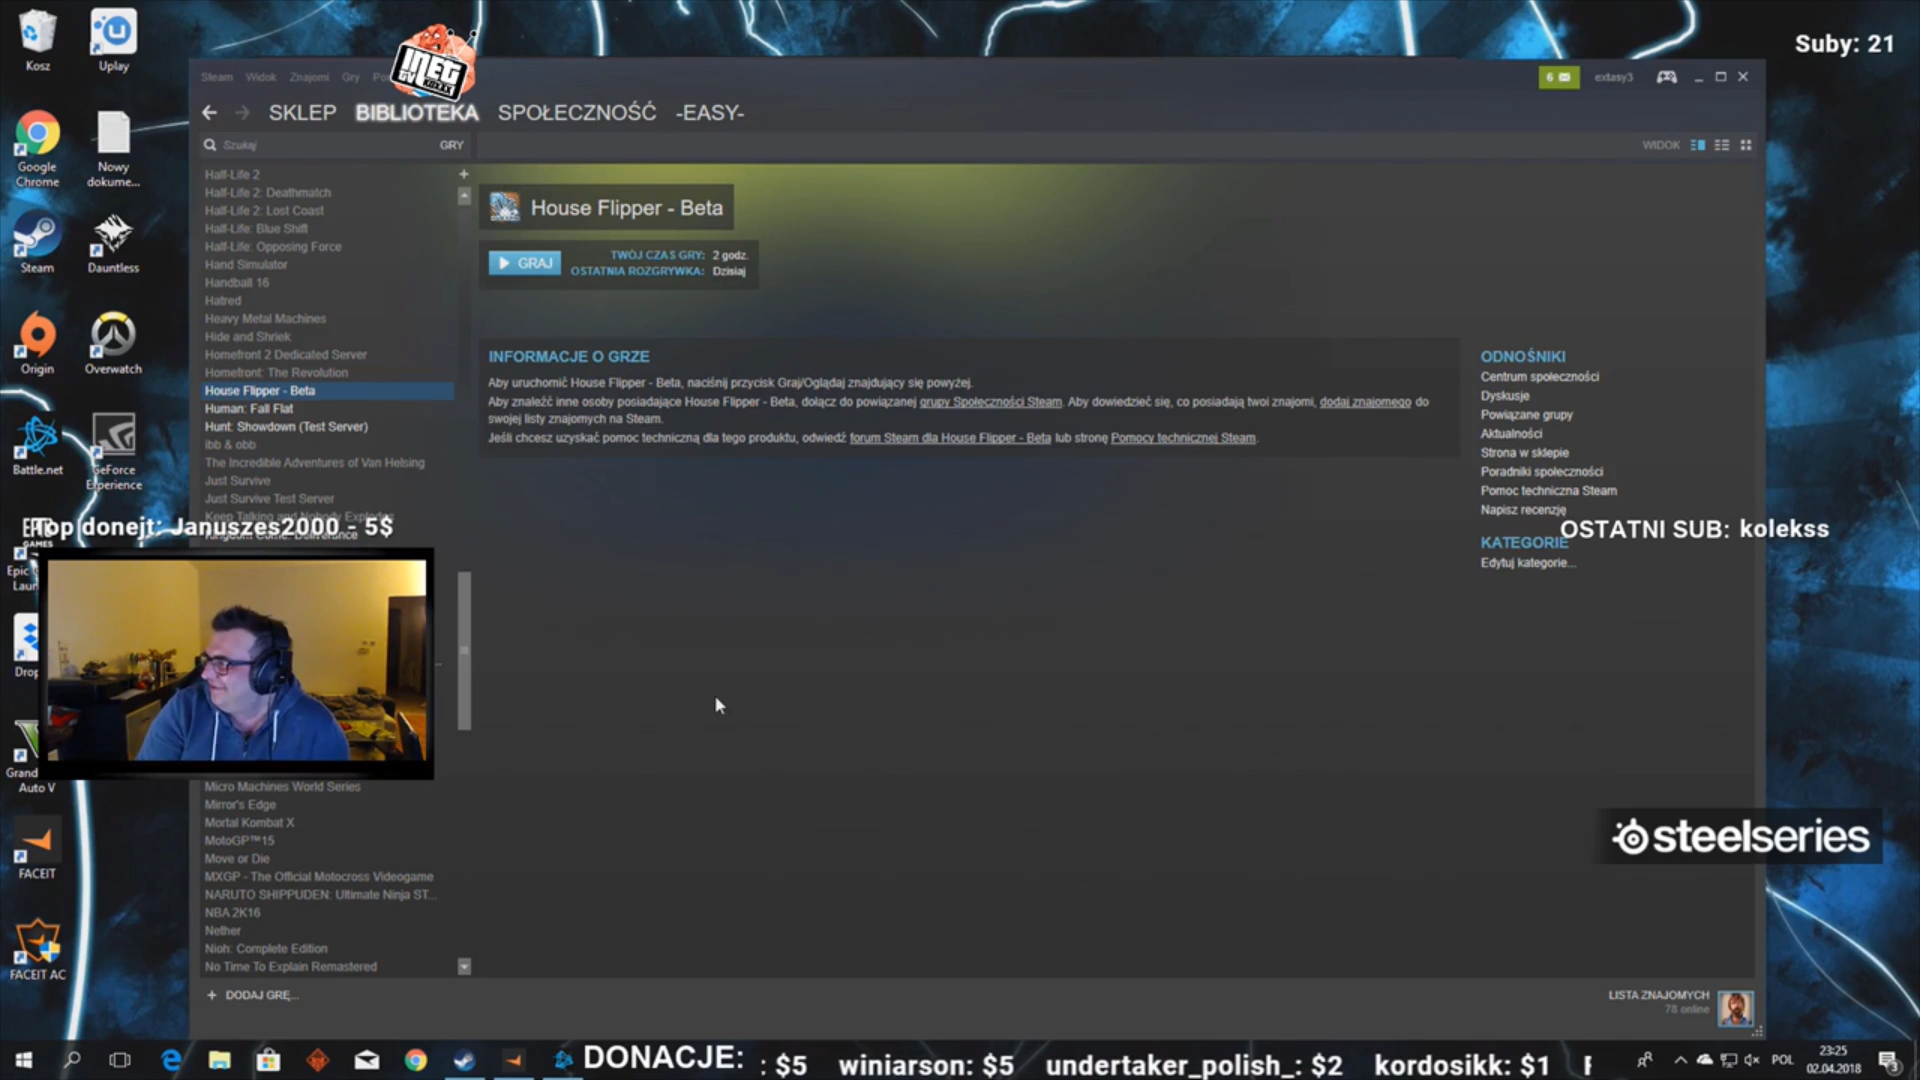 Suby: 21
Kosz
Uplay
Google Chrome
Nowy dokume...
Steam
Dauntless
Origin
Overwatch
Battle.net
GeForce Experience
Auto V
FACEIT
FACEIT AC
INEG
Steam Widok Znajomi Gry
6 extasy3
SKLEP BIBLIOTEKA SPOŁECZNOŚĆ -EASY-
Szukaj GRY
WIDOK
Half-Life 2
Half-Life 2: Deathmatch
Half-Life 2: Lost Coast
Half-Life: Blue Shift
Half-Life: Opposing Force
Hand Simulator
Handball 16
Hatred
Heavy Metal Machines
Hide and Shriek
Homefront 2 Dedicated Server
Homefront: The Revolution
House Flipper - Beta
Human: Fall Flat
Hunt: Showdown (Test Server)
ibb & obb
The Incredible Adventures of Van Helsing
Just Survive
Just Survive Test Server
Top donejt: Januszes2000 - 5$
Micro Machines World Series
Mirror's Edge
Mortal Kombat X
MotoGP™15
Move or Die
MXGP - The Official Motocross Videogame
NARUTO SHIPPUDEN: Ultimate Ninja ST...
NBA 2K16
Nether
Nioh: Complete Edition
No Time To Explain Remastered
+ DODAJ GRĘ...
House Flipper - Beta
GRAJ
TWÓJ CZAS GRY: 2 godz.
OSTATNIA ROZGRYWKA: Dzisiaj
INFORMACJE O GRZE
Aby uruchomić House Flipper - Beta, naciśnij przycisk Graj/Oglądaj znajdujący się powyżej.
Aby znaleźć inne osoby posiadające House Flipper - Beta, dołącz do powiązanej grupy Społeczności Steam. Aby dowiedzieć się, co posiadają twoi znajomi, dodaj znajomego do
swojej listy znajomych na Steam.
Jeśli chcesz uzyskać pomoc techniczną dla tego produktu, odwiedź forum Steam dla House Flipper - Beta lub stronę Pomocy technicznej Steam.
ODNOŚNIKI
Centrum społeczności
Dyskusje
Powiązane grupy
Aktualności
Strona w sklepie
Poradniki społeczności
Pomoc techniczna Steam
Napisz recenzję
OSTATNI SUB: kolekss
KATEGORIE
Edytuj kategorie...
steelseries
LISTA ZNAJOMYCH
78 online
DONACJE: : $5 winiarson: $5 undertaker_polish_: $2 kordosikk: $1
POL
23:25
02.04.2018
3